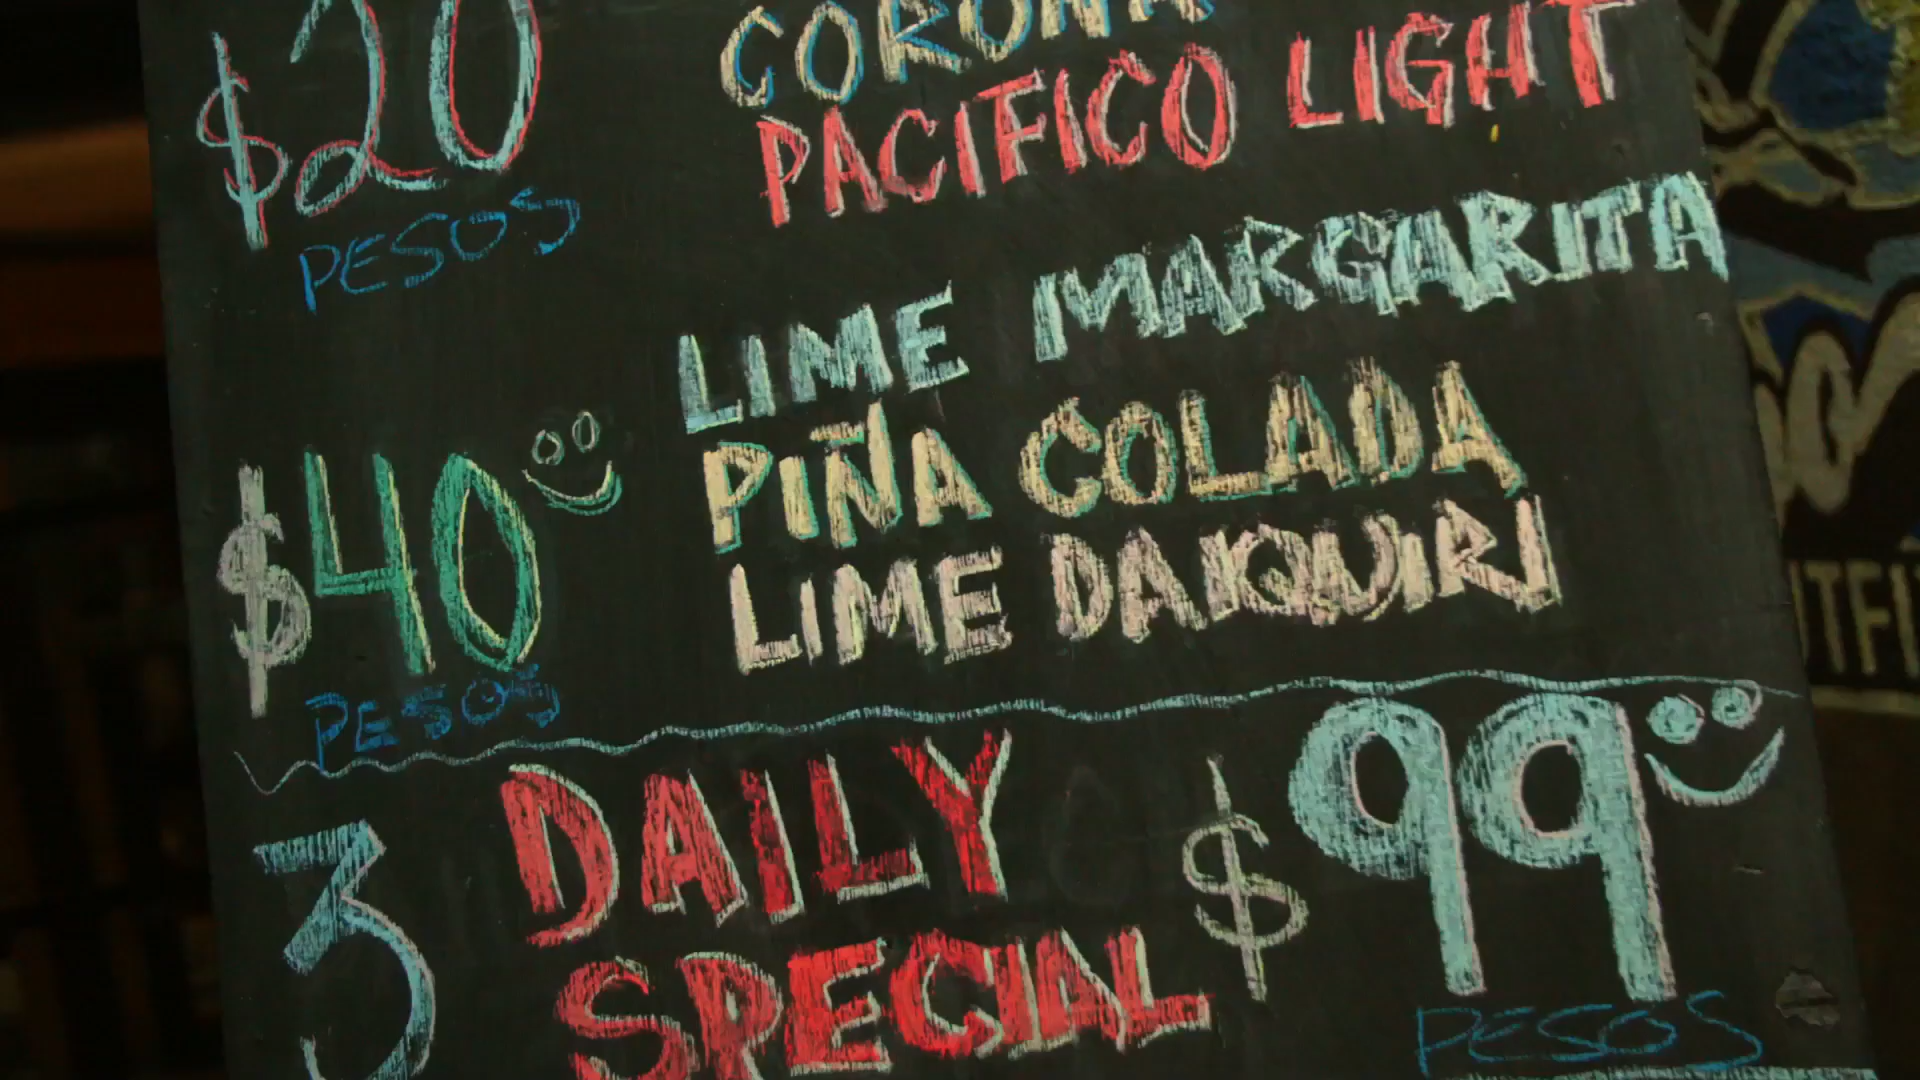 $20
PESOS
CORONA
PACIFICO LIGHT
$40
PESOS
LIME MARGARITA
PIÑA COLADA
LIME DAIQUIRI
3 DAILY
SPECIAL
$99
PESOS